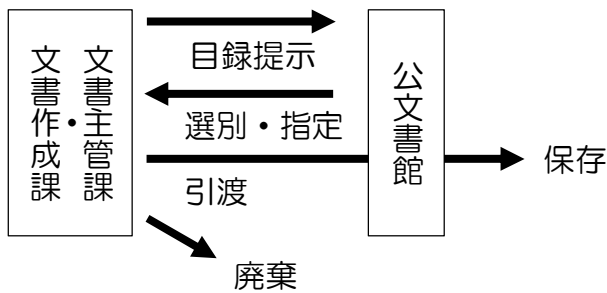 文書主管課・
文書作成課
目録提示
選別・指定
引渡
廃棄
公文書館
保存